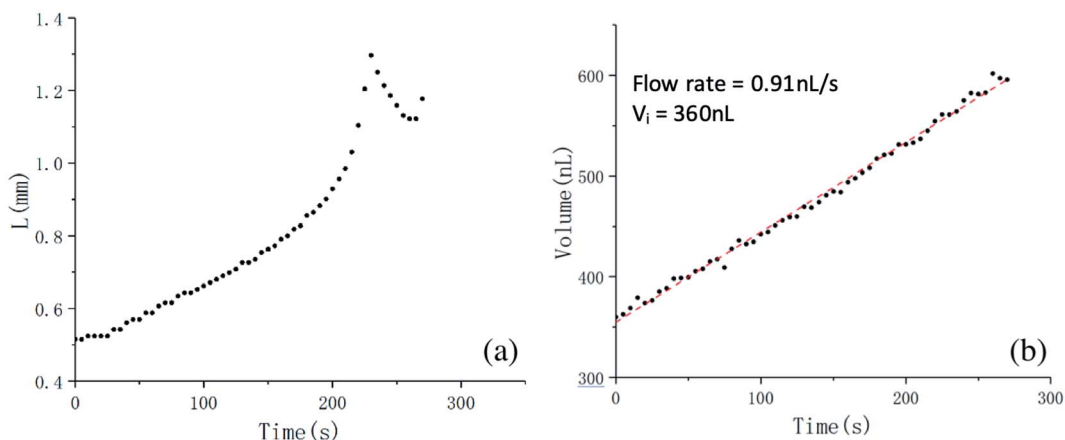 1.4
1.2
1.0
0.8
0.6
0.4
L(mm)
0
100
200
300
Time(s)
(a)
600
500
400
300
Volume(nL)
Flow rate = 0.91nL/s
Vᵢ = 360nL
0
100
200
300
Time(s)
(b)